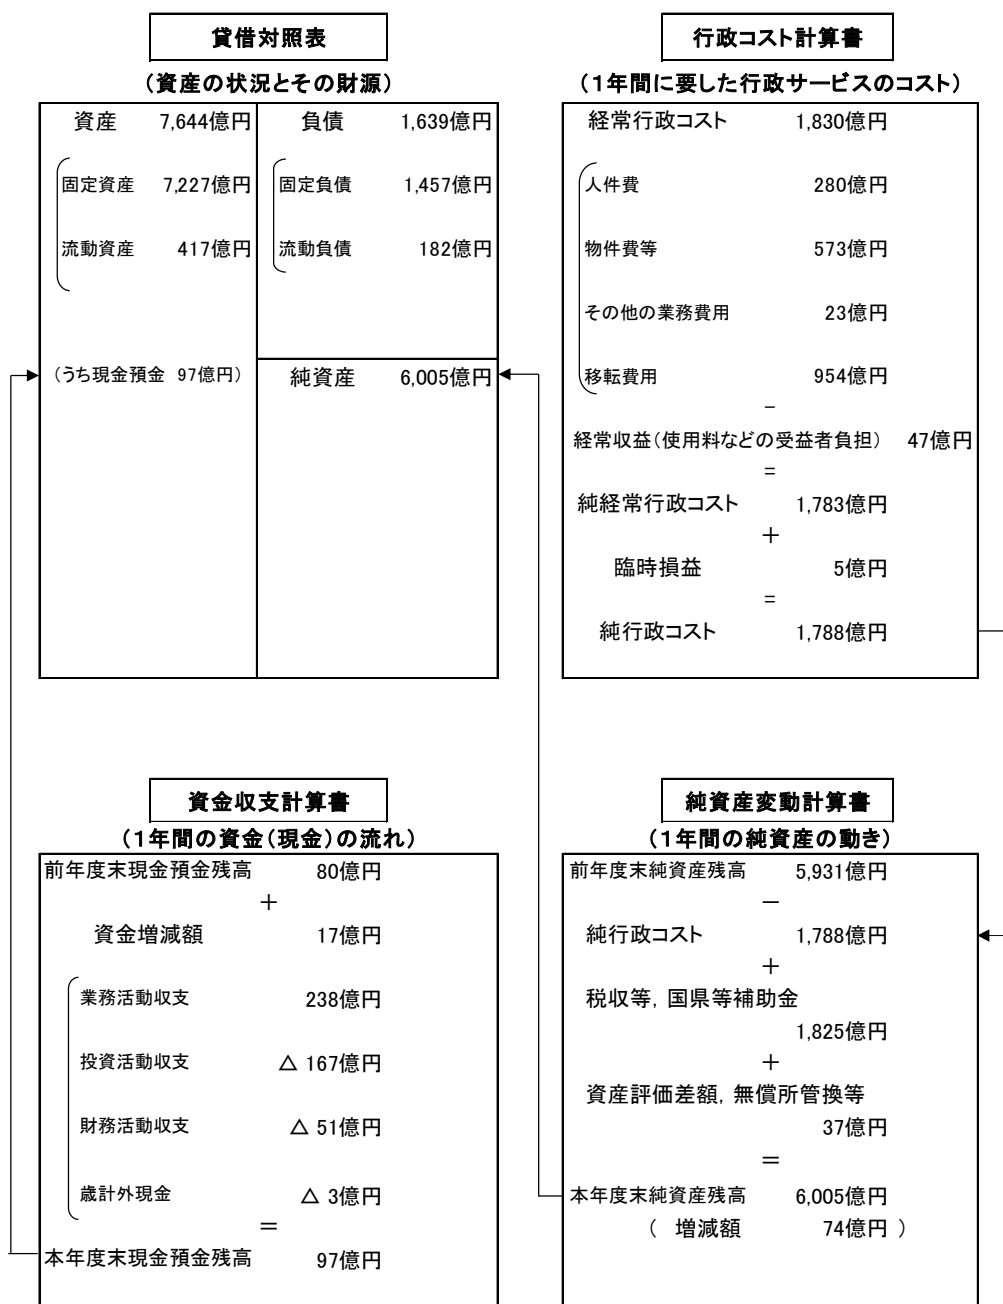 貸借対照表
（資産の状況とその財源）
資産 7,644億円 負債 1,639億円
固定資産 7,227億円 固定負債 1,457億円
流動資産 417億円 流動負債 182億円
（うち現金預金 97億円） 純資産 6,005億円
行政コスト計算書
（１年間に要した行政サービスのコスト）
経常行政コスト 1,830億円
人件費 280億円
物件費等 573億円
その他の業務費用 23億円
移転費用 954億円
－
経常収益（使用料などの受益者負担） 47億円
＝
純経常行政コスト 1,783億円
＋
臨時損益 5億円
＝
純行政コスト 1,788億円
資金収支計算書
（１年間の資金（現金）の流れ）
前年度末現金預金残高 80億円
＋
資金増減額 17億円
業務活動収支 238億円
投資活動収支 △ 167億円
財務活動収支 △ 51億円
歳計外現金 △ 3億円
＝
本年度末現金預金残高 97億円
純資産変動計算書
（１年間の純資産の動き）
前年度末純資産残高 5,931億円
－
純行政コスト 1,788億円
＋
税収等，国県等補助金
1,825億円
＋
資産評価差額，無償所管換等
37億円
＝
本年度末純資産残高 6,005億円
（ 増減額 74億円 ）